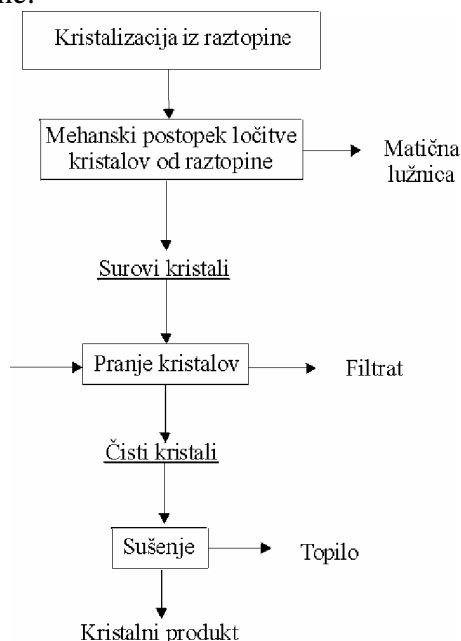 ne.
Kristalizacija iz raztopine
Mehanski postopek ločitve
kristalov od raztopine
Matična
lužnica
Surovi kristali
Pranje kristalov
Filtrat
Čisti kristali
Sušenje
Topilo
Kristalni produkt